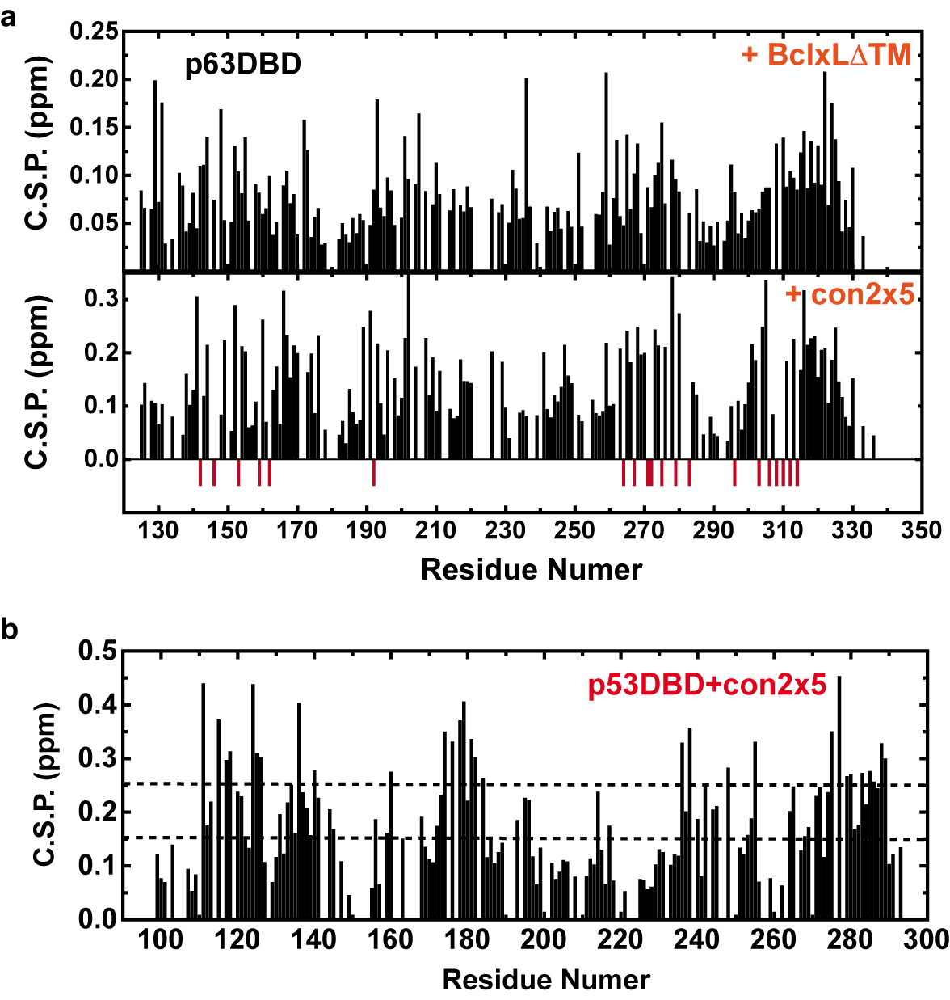 a
0.25
0.20
0.15
0.10
0.05
C.S.P. (ppm)
p63DBD
+ BclxLΔTM
0.3
0.2
0.1
0.0
C.S.P. (ppm)
+ con2x5
130 150 170 190 210 230 250 270 290 310 330 350
Residue Numer
b
0.5
0.4
0.3
0.2
0.1
0.0
C.S.P. (ppm)
p53DBD+con2x5
100 120 140 160 180 200 220 240 260 280 300
Residue Numer